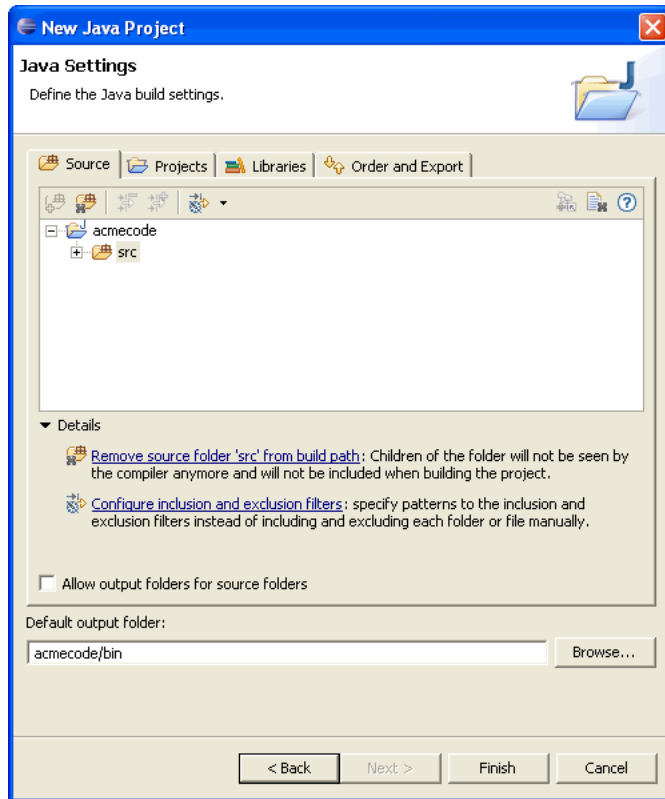 New Java Project
Java Settings
Define the Java build settings.
Source Projects Libraries Order and Export
acmecode
src
Details
Remove source folder 'src' from build path: Children of the folder will not be seen by
the compiler anymore and will not be included when building the project.
Configure inclusion and exclusion filters: specify patterns to the inclusion and
exclusion filters instead of including and excluding each folder or file manually.
Allow output folders for source folders
Default output folder:
acmecode/bin Browse...
< Back Next > Finish Cancel